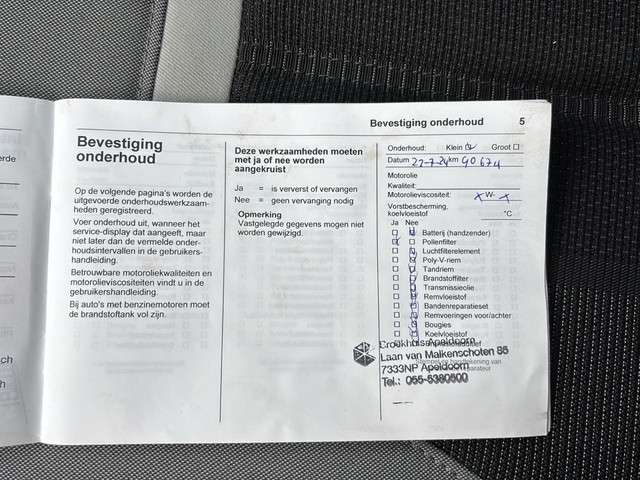 Bevestiging onderhoud 5
Bevestiging
onderhoud
Op de volgende pagina's worden de
uitgevoerde onderhoudswerkzaam-
heden geregistreerd.
Voer onderhoud uit, wanneer het
service-display dat aangeeft, maar
niet later dan de vermelde onder-
houdsintervallen in de gebruikers-
handleiding.
Betrouwbare motoroliekwaliteiten en
motorolieviscositeiten vindt u in de
gebruikershandleiding.
Bij auto's met benzinemotoren moet
de brandstoftank vol zijn.
Deze werkzaamheden moeten
met ja of nee worden
aangekruist
Ja = is ververst of vervangen
Nee = geen vervanging nodig
Opmerking
Vastgelegde gegevens mogen niet
worden gewijzigd.
Onderhoud: Klein Groot
Datum 22-7-24 km 90674
Motorolie
Kwaliteit:
Motorolieviscositeit: x W- x
Vorstbescherming,
koelvloeistof °C
Ja Nee
Batterij (handzender)
Pollenfilter
Luchtfilterelement
Poly-V-riem
Tandriem
Brandstoffilter
Transmissieolie
Remvloeistof
Bandenreparatieset
Remvoeringen voor/achter
Bougies
Koelvloeistof
Crookhuis Apeldoorn
Laan van Malkenschoten 85
7333NP Apeldoorn
Tel.: 055-5380500
erde
ch
h